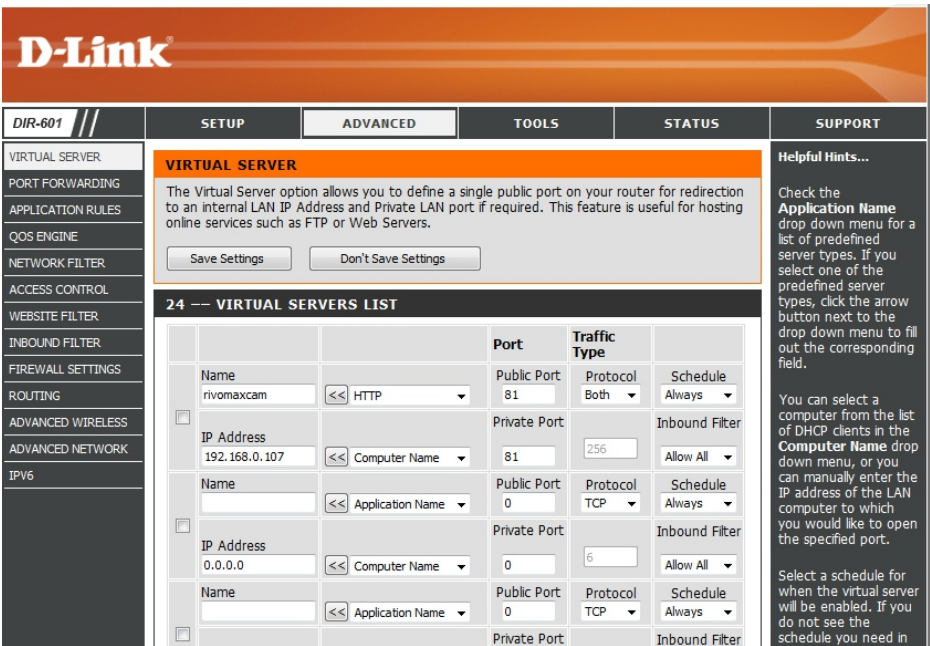 D-Link
DIR-601
SETUP
ADVANCED
TOOLS
STATUS
SUPPORT
VIRTUAL SERVER
PORT FORWARDING
APPLICATION RULES
QOS ENGINE
NETWORK FILTER
ACCESS CONTROL
WEBSITE FILTER
INBOUND FILTER
FIREWALL SETTINGS
ROUTING
ADVANCED WIRELESS
ADVANCED NETWORK
IPV6
VIRTUAL SERVER
The Virtual Server option allows you to define a single public port on your router for redirection
to an internal LAN IP Address and Private LAN port if required. This feature is useful for hosting
online services such as FTP or Web Servers.
Save Settings
Don't Save Settings
24 -- VIRTUAL SERVERS LIST
Port
Traffic
Type
Name
rivomaxcam
<< HTTP
Public Port
81
Protocol
Both
Schedule
Always
IP Address
192.168.0.107
<< Computer Name
Private Port
81
256
Inbound Filter
Allow All
Name
<< Application Name
Public Port
0
Protocol
TCP
Schedule
Always
IP Address
0.0.0.0
<< Computer Name
Private Port
0
6
Inbound Filter
Allow All
Name
<< Application Name
Public Port
0
Protocol
TCP
Schedule
Always
Private Port
Inbound Filter
Helpful Hints...
Check the
Application Name
drop down menu for a
list of predefined
server types. If you
select one of the
predefined server
types, click the arrow
button next to the
drop down menu to fill
out the corresponding
field.
You can select a
computer from the list
of DHCP clients in the
Computer Name drop
down menu, or you
can manually enter the
IP address of the LAN
computer to which
you would like to open
the specified port.
Select a schedule for
when the virtual server
will be enabled. If you
do not see the
schedule you need in